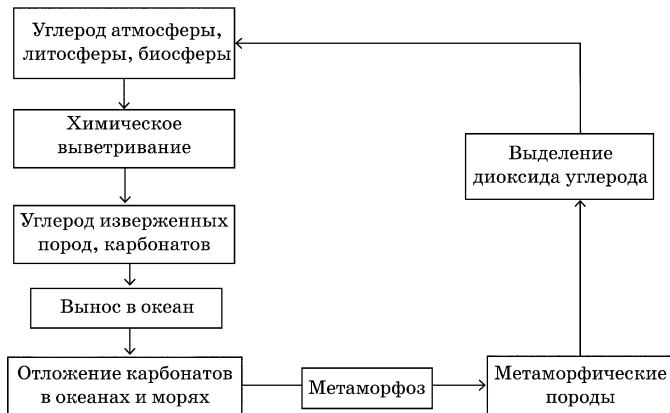 Углерод атмосферы,
литосферы, биосферы
Химическое
выветривание
Углерод изверженных
пород, карбонатов
Вынос в океан
Отложение карбонатов
в океанах и морях
Метаморфоз
Метаморфические
породы
Выделение
диоксида углерода